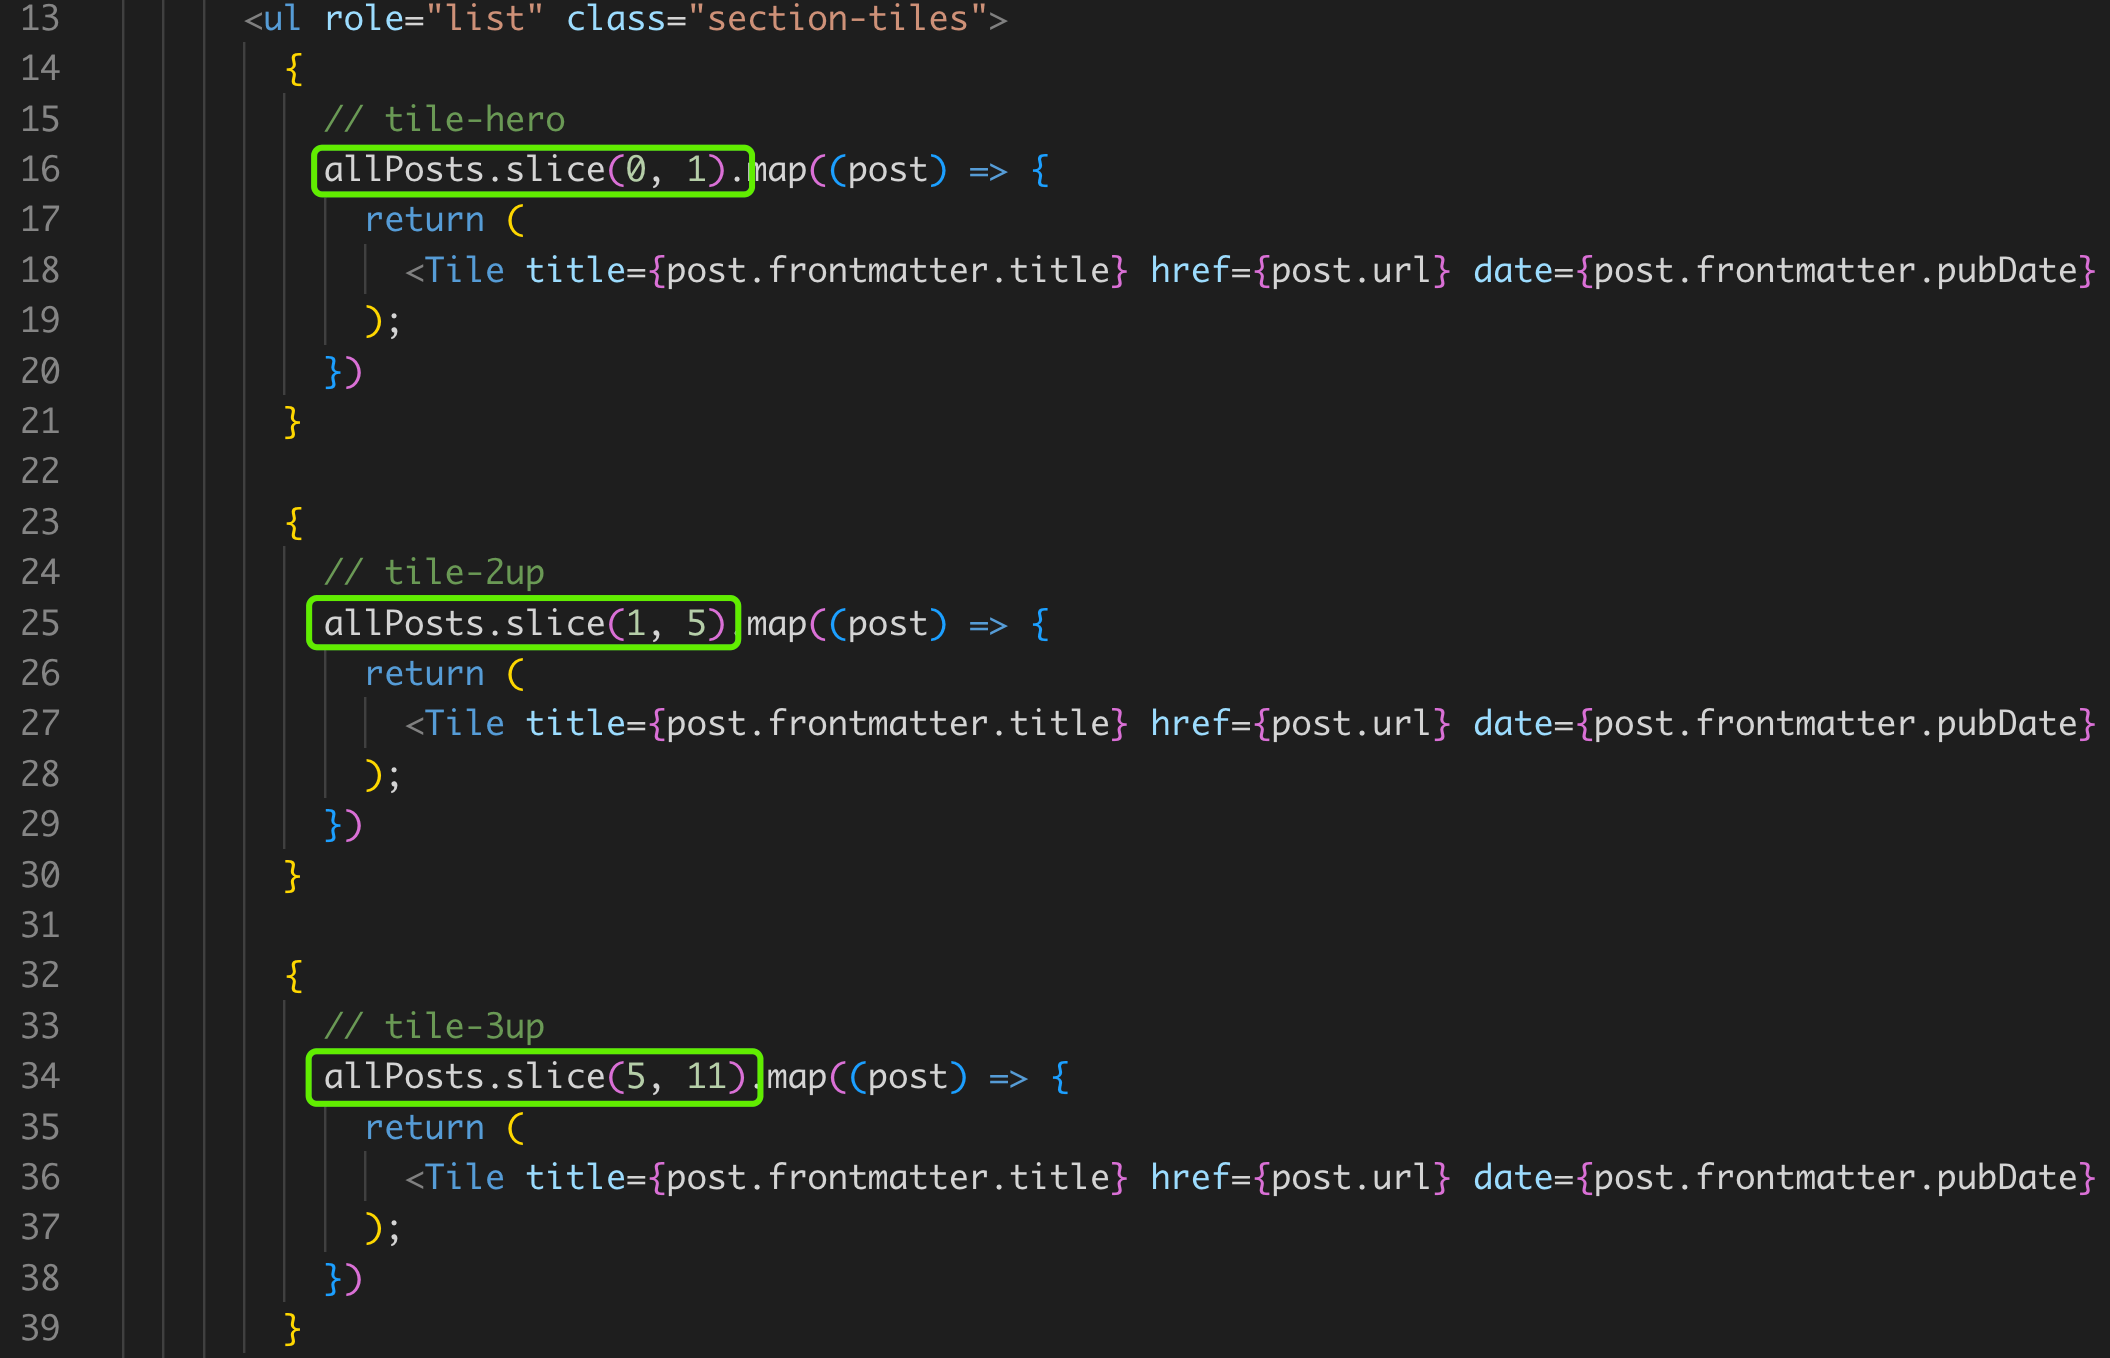 13 <ul role="list" class="section-tiles">
14 {
15 // tile-hero
16 allPosts.slice(0, 1).map((post) => {
17 return (
18 <Tile title={post.frontmatter.title} href={post.url} date={post.frontmatter.pubDate}
19 );
20 })
21 }
22
23 {
24 // tile-2up
25 allPosts.slice(1, 5).map((post) => {
26 return (
27 <Tile title={post.frontmatter.title} href={post.url} date={post.frontmatter.pubDate}
28 );
29 })
30 }
31
32 {
33 // tile-3up
34 allPosts.slice(5, 11).map((post) => {
35 return (
36 <Tile title={post.frontmatter.title} href={post.url} date={post.frontmatter.pubDate}
37 );
38 })
39 }